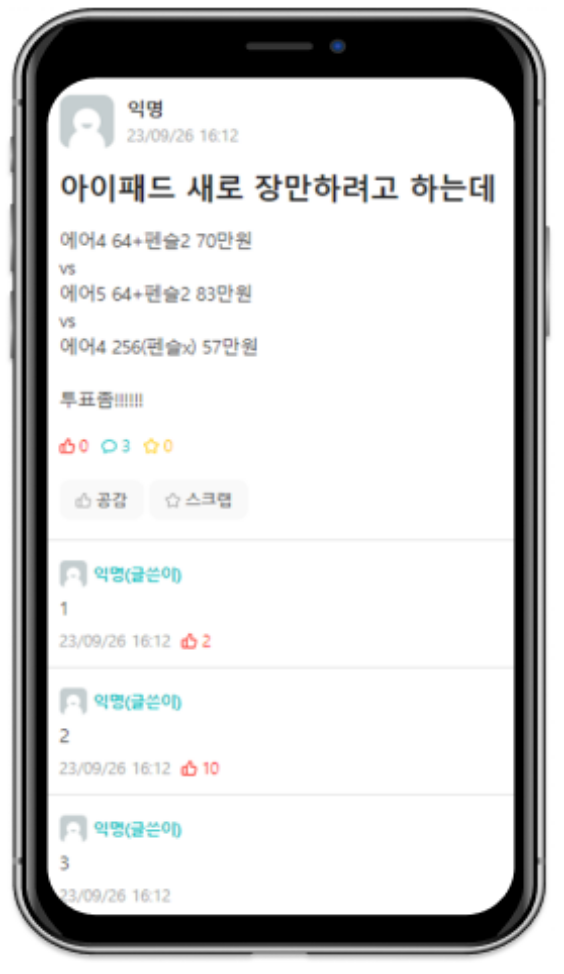 익명
23/09/26 16:12
아이패드 새로 장만하려고 하는데
에어4 64+펜슬2 70만원
vs
에어5 64+펜슬2 83만원
vs
에어4 256(펜슬x) 57만원
투표좀!!!!!!
0 3 0
공감 스크랩
익명(글쓴이)
1
23/09/26 16:12 2
익명(글쓴이)
2
23/09/26 16:12 10
익명(글쓴이)
3
23/09/26 16:12